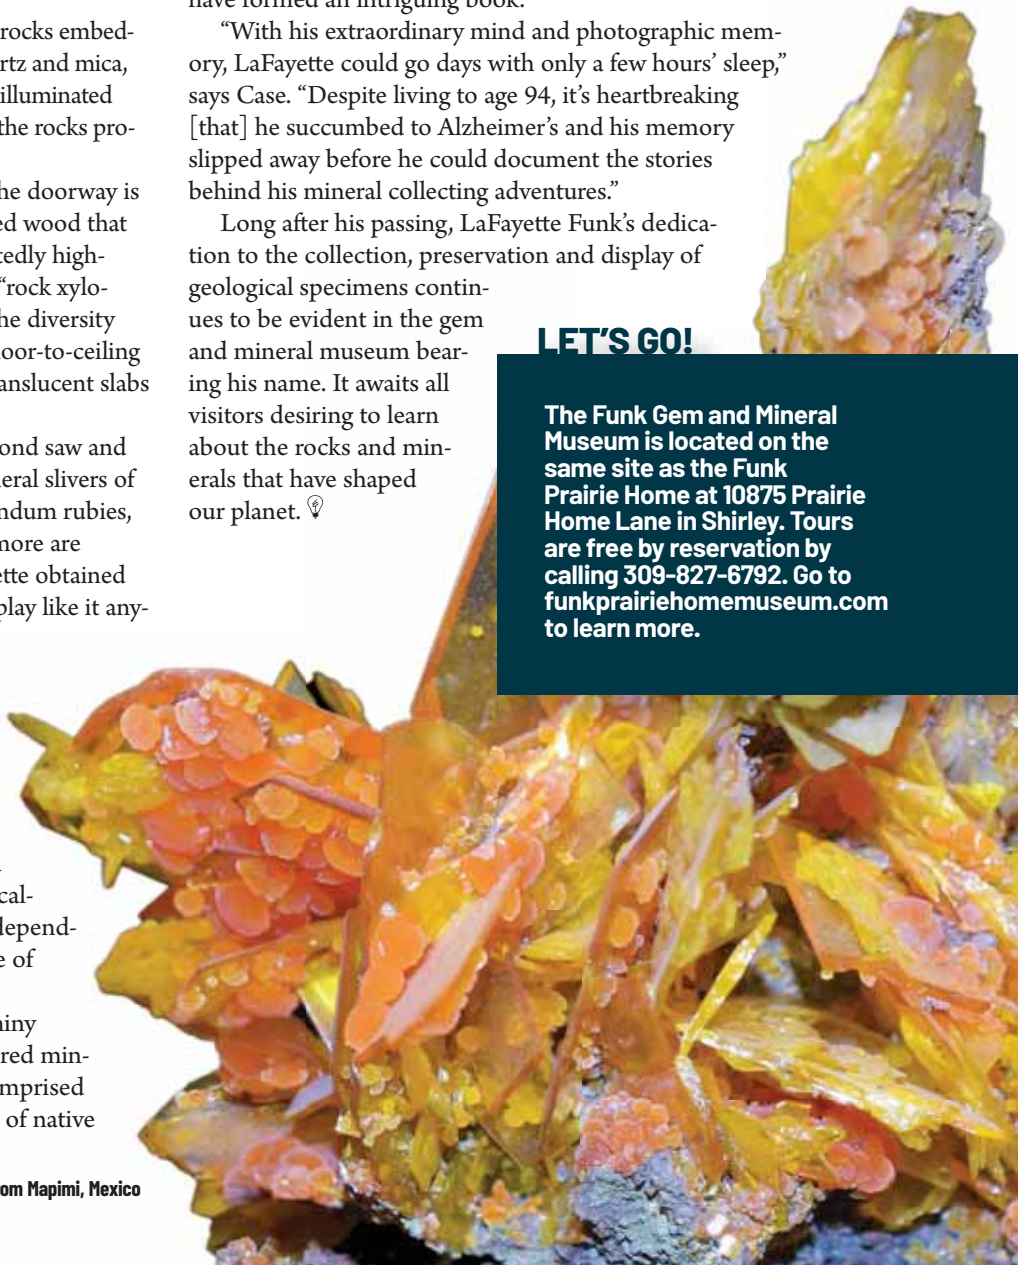 rocks embed-
rtz and mica,
illuminated
the rocks pro-
he doorway is
ed wood that
tedly high-
“rock xylo-
he diversity
loor-to-ceiling
anslucent slabs
ond saw and
eral slivers of
ndum rubies,
more are
ette obtained
play like it any-
cal-
depend-
e of
hiny
red min-
mprised
of native
om Mapimi, Mexico
have formed an intriguing book.
“With his extraordinary mind and photographic mem-
ory, LaFayette could go days with only a few hours’ sleep,”
says Case. “Despite living to age 94, it’s heartbreaking
[that] he succumbed to Alzheimer’s and his memory
slipped away before he could document the stories
behind his mineral collecting adventures.”
Long after his passing, LaFayette Funk’s dedica-
tion to the collection, preservation and display of
geological specimens contin-
ues to be evident in the gem
and mineral museum bear-
ing his name. It awaits all
visitors desiring to learn
about the rocks and min-
erals that have shaped
our planet.
LET’S GO!
The Funk Gem and Mineral
Museum is located on the
same site as the Funk
Prairie Home at 10875 Prairie
Home Lane in Shirley. Tours
are free by reservation by
calling 309-827-6792. Go to
funkprairiehomemuseum.com
to learn more.